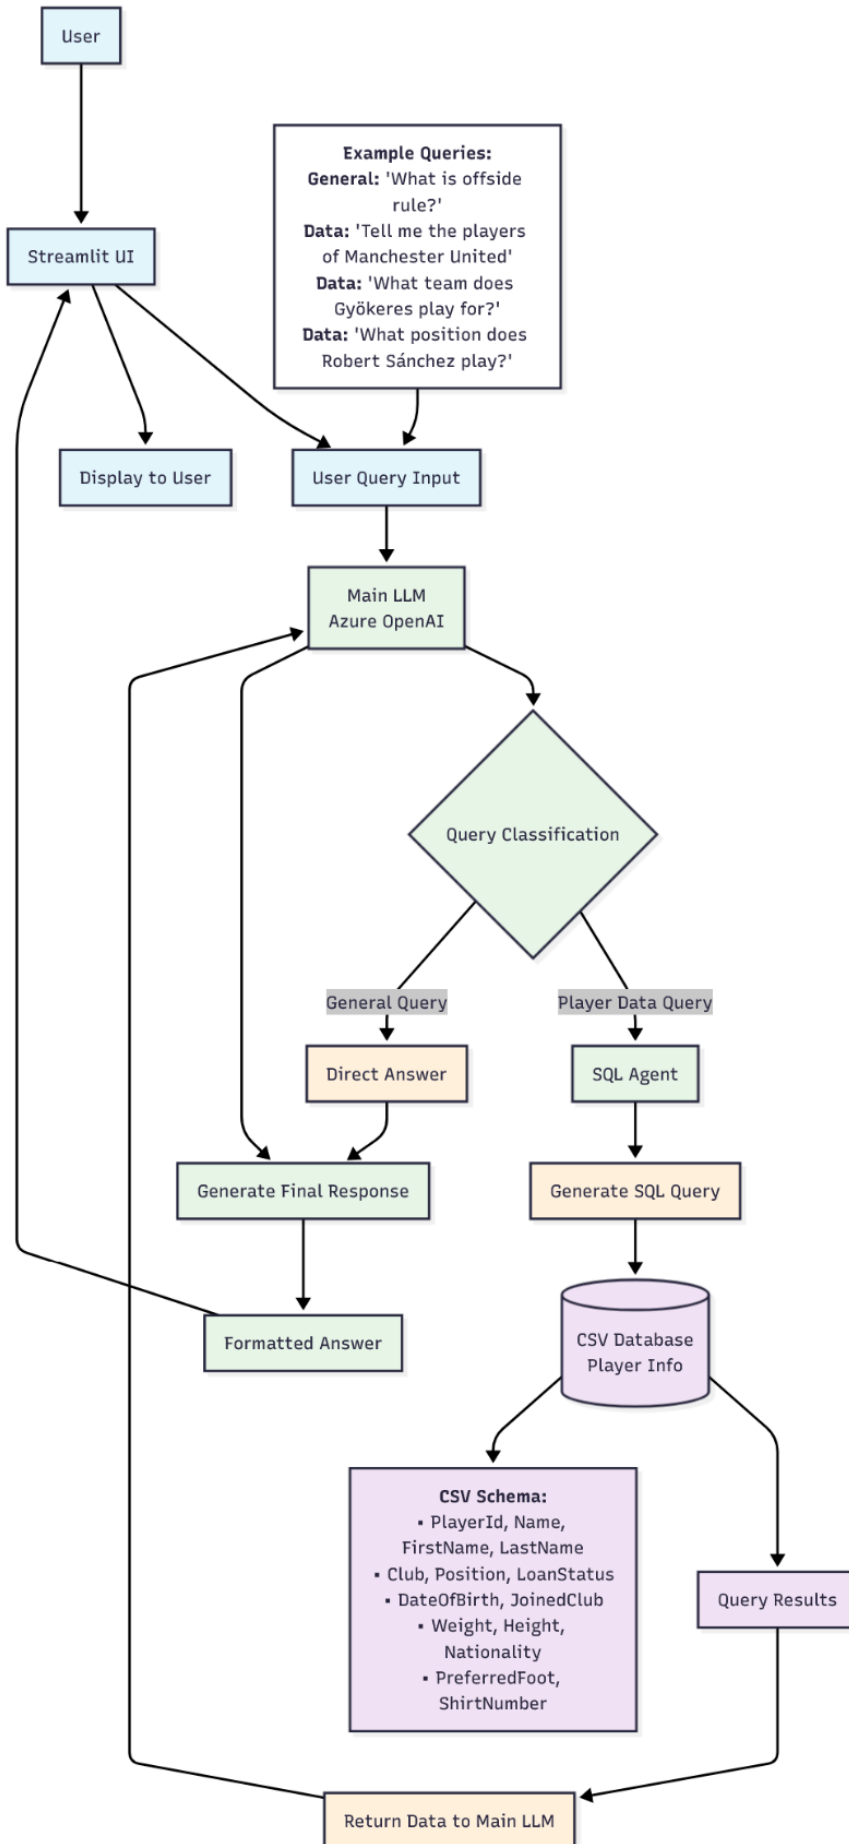 User
Example Queries:
General: 'What is offside
rule?'
Data: 'Tell me the players
of Manchester United'
Data: 'What team does
Gyökeres play for?'
Data: 'What position does
Robert Sánchez play?'
Streamlit UI
Display to User
User Query Input
Main LLM
Azure OpenAI
Query Classification
General Query
Player Data Query
Direct Answer
SQL Agent
Generate Final Response
Generate SQL Query
Formatted Answer
CSV Database
Player Info
CSV Schema:
▪ PlayerId, Name,
FirstName, LastName
▪ Club, Position, LoanStatus
▪ DateOfBirth, JoinedClub
▪ Weight, Height,
Nationality
▪ PreferredFoot,
ShirtNumber
Query Results
Return Data to Main LLM